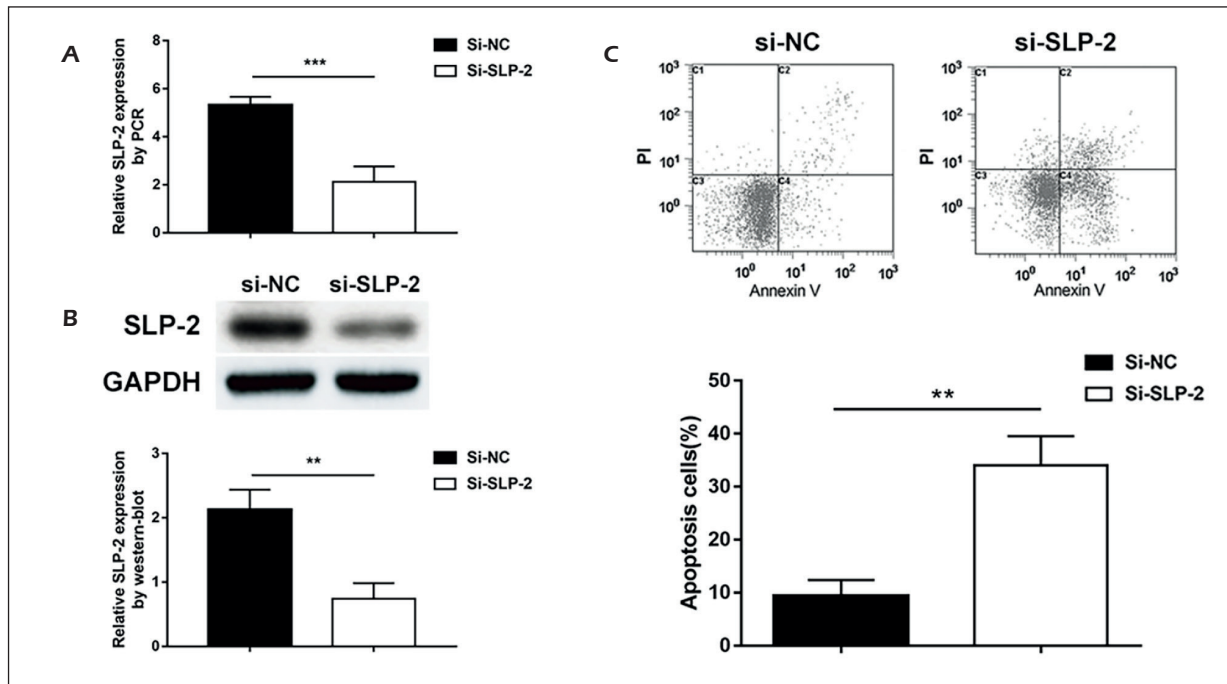 A
Relative SLP-2 expression
by PCR
8
6
4
2
0
***
Si-NC
Si-SLP-2
B
si-NC si-SLP-2
SLP-2
GAPDH
Relative SLP-2 expression
by western-blot
3
2
1
0
**
Si-NC
Si-SLP-2
C
si-NC
PI
10³
10²
10¹
10⁰
C1 C2
C3 C4
10⁰ 10¹ 10² 10³
Annexin V
si-SLP-2
PI
10³
10²
10¹
10⁰
C1 C2
C3 C4
10⁰ 10¹ 10² 10³
Annexin V
Apoptosis cells(%)
50
40
30
20
10
0
**
Si-NC
Si-SLP-2